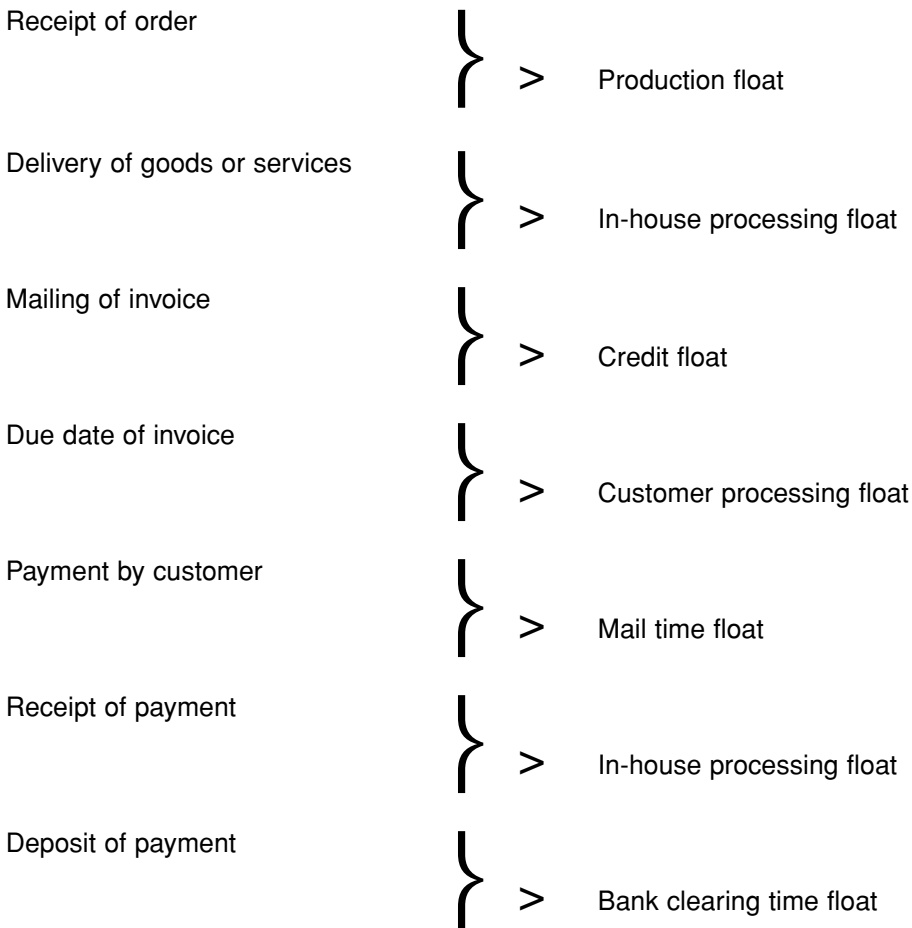 Receipt of order
> Production float
Delivery of goods or services
> In-house processing float
Mailing of invoice
> Credit float
Due date of invoice
> Customer processing float
Payment by customer
> Mail time float
Receipt of payment
> In-house processing float
Deposit of payment
> Bank clearing time float